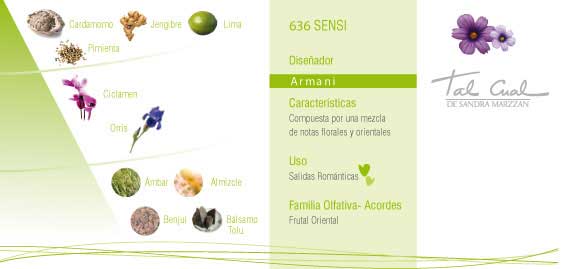 Cardamomo
Jengibre
Lima
Pimienta
Ciclamen
Orris
Ambar
Almizcle
Benjuí
Bálsamo
Tolu
636 SENSI
Diseñador
Armani
Características
Compuesta por una mezcla
de notas florales y orientales
Uso
Salidas Románticas
Familia Olfativa- Acordes
Frutal Oriental
Tal Cual
DE SANDRA MARZZAN